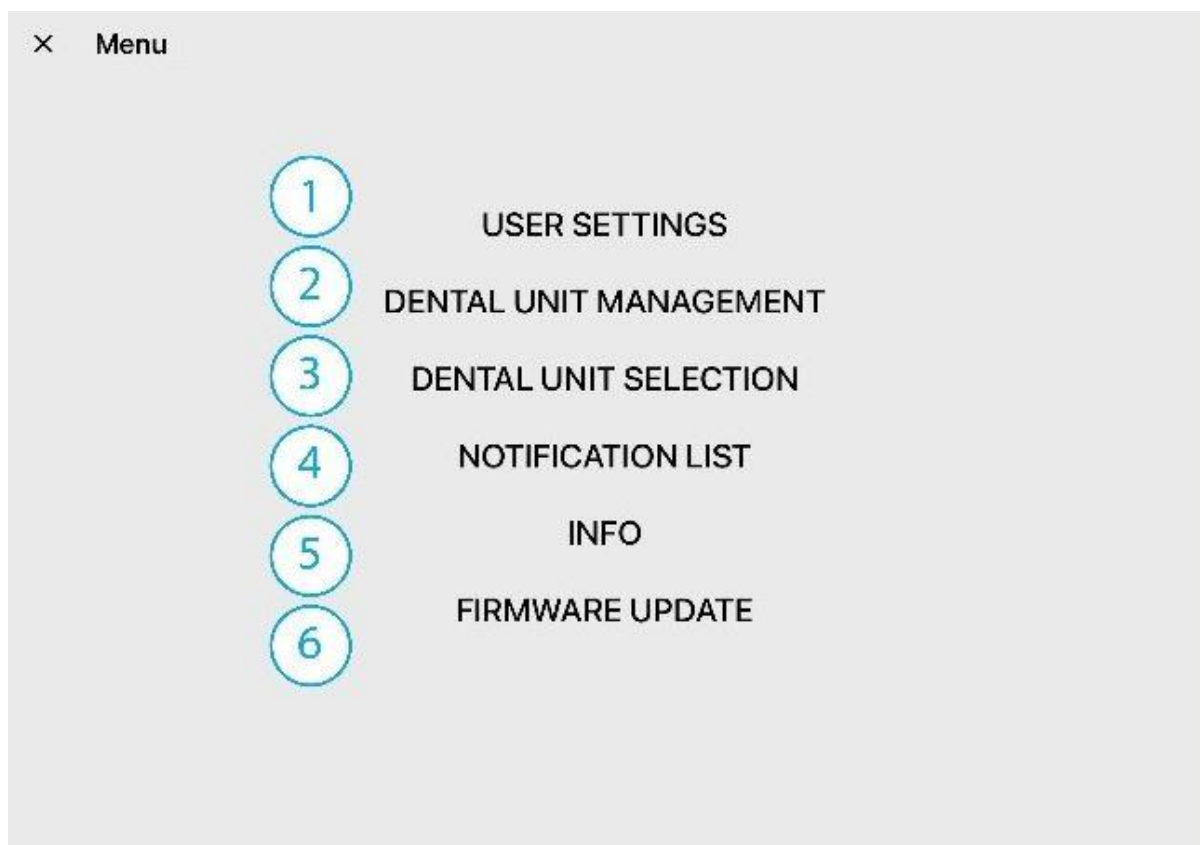 × Menu
1
USER SETTINGS
2
DENTAL UNIT MANAGEMENT
3
DENTAL UNIT SELECTION
4
NOTIFICATION LIST
5
INFO
6
FIRMWARE UPDATE